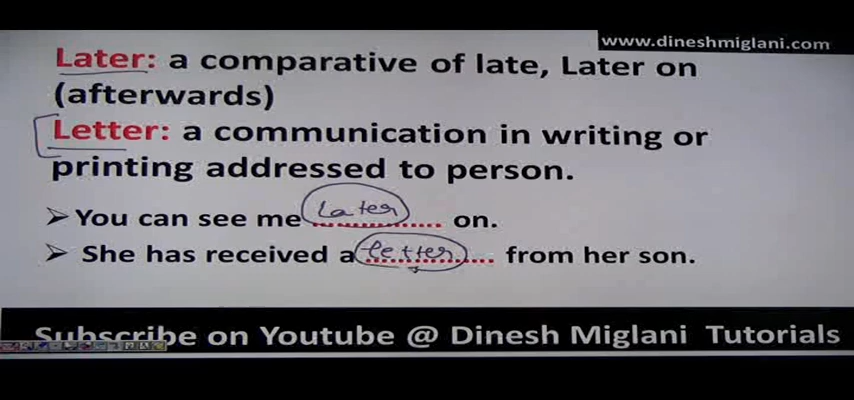 www.dineshmiglani.com
Later: a comparative of late, Later on
(afterwards)
Letter: a communication in writing or
printing addressed to person.
➢ You can see me Later on.
➢ She has received a letter from her son.
Subscribe on Youtube @ Dinesh Miglani Tutorials